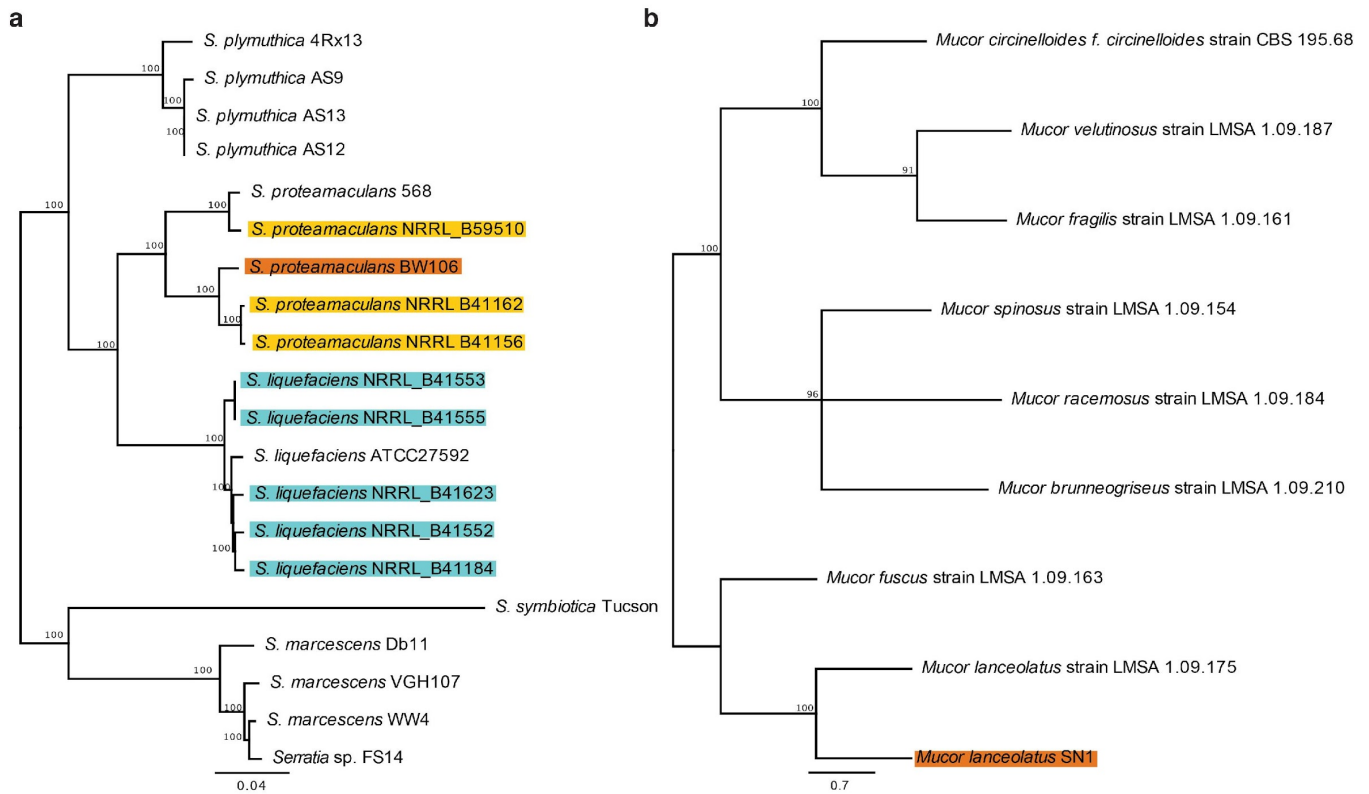 a
S. plymuthica 4Rx13
100
S. plymuthica AS9
100
S. plymuthica AS13
100
S. plymuthica AS12
100
S. proteamaculans 568
100
S. proteamaculans NRRL_B59510
100
S. proteamaculans BW106
100
S. proteamaculans NRRL B41162
100
S. proteamaculans NRRL B41156
100
S. liquefaciens NRRL_B41553
S. liquefaciens NRRL_B41555
100
S. liquefaciens ATCC27592
100
S. liquefaciens NRRL_B41623
S. liquefaciens NRRL_B41552
100
S. liquefaciens NRRL_B41184
S. symbiotica Tucson
100
S. marcescens Db11
100
S. marcescens VGH107
100
S. marcescens WW4
100
Serratia sp. FS14
0.04
b
Mucor circinelloides f. circinelloides strain CBS 195.68
100
Mucor velutinosus strain LMSA 1.09.187
91
Mucor fragilis strain LMSA 1.09.161
100
Mucor spinosus strain LMSA 1.09.154
96
Mucor racemosus strain LMSA 1.09.184
Mucor brunneogriseus strain LMSA 1.09.210
Mucor fuscus strain LMSA 1.09.163
Mucor lanceolatus strain LMSA 1.09.175
100
Mucor lanceolatus SN1
0.7